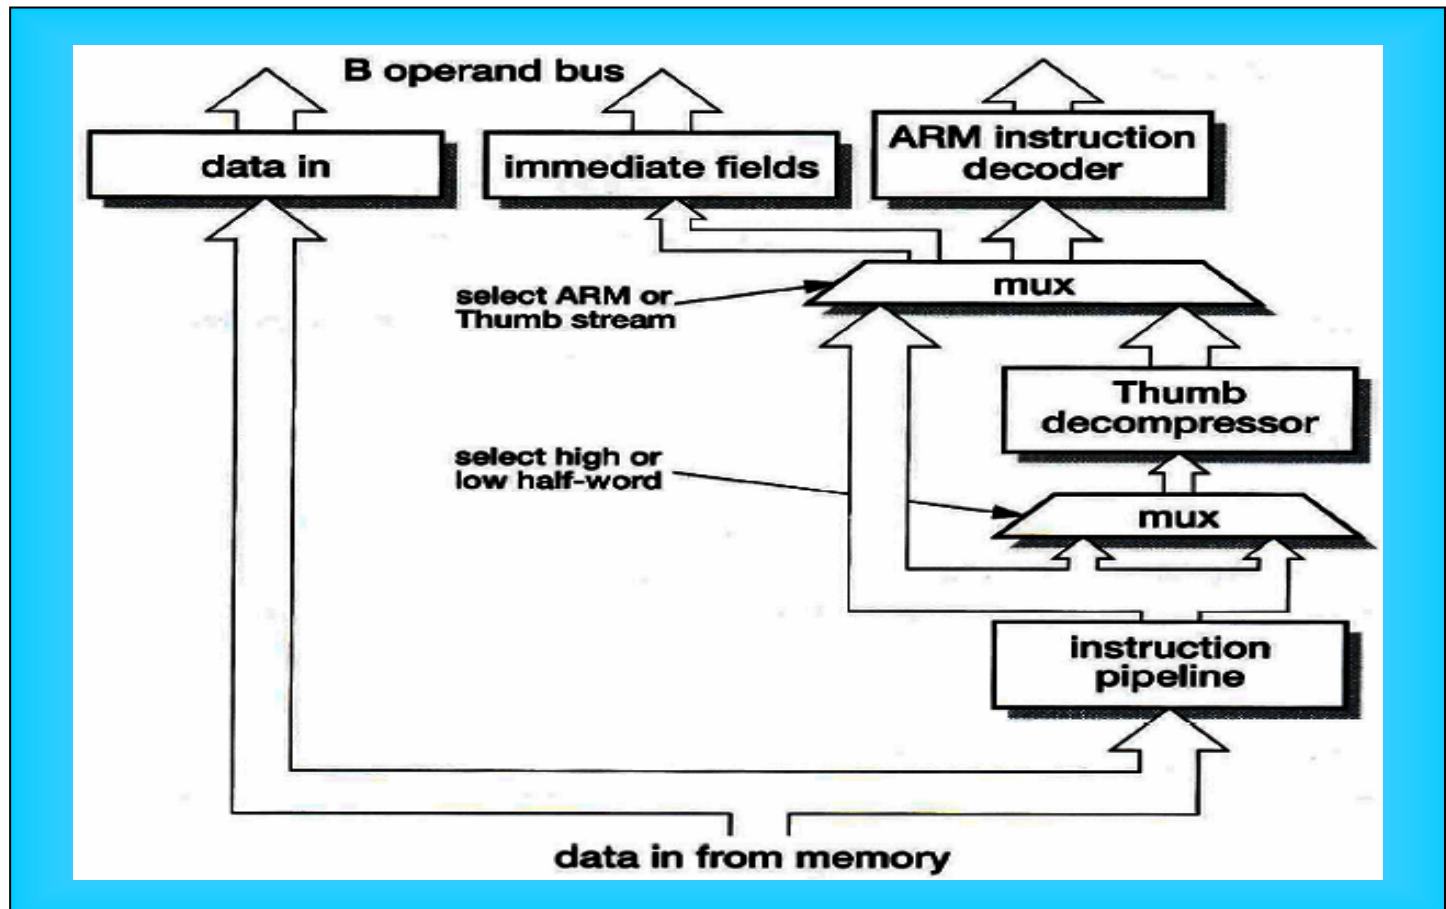 B operand bus
data in
immediate fields
ARM instruction
decoder
mux
select ARM or
Thumb stream
Thumb
decompressor
select high or
low half-word
mux
instruction
pipeline
data in from memory